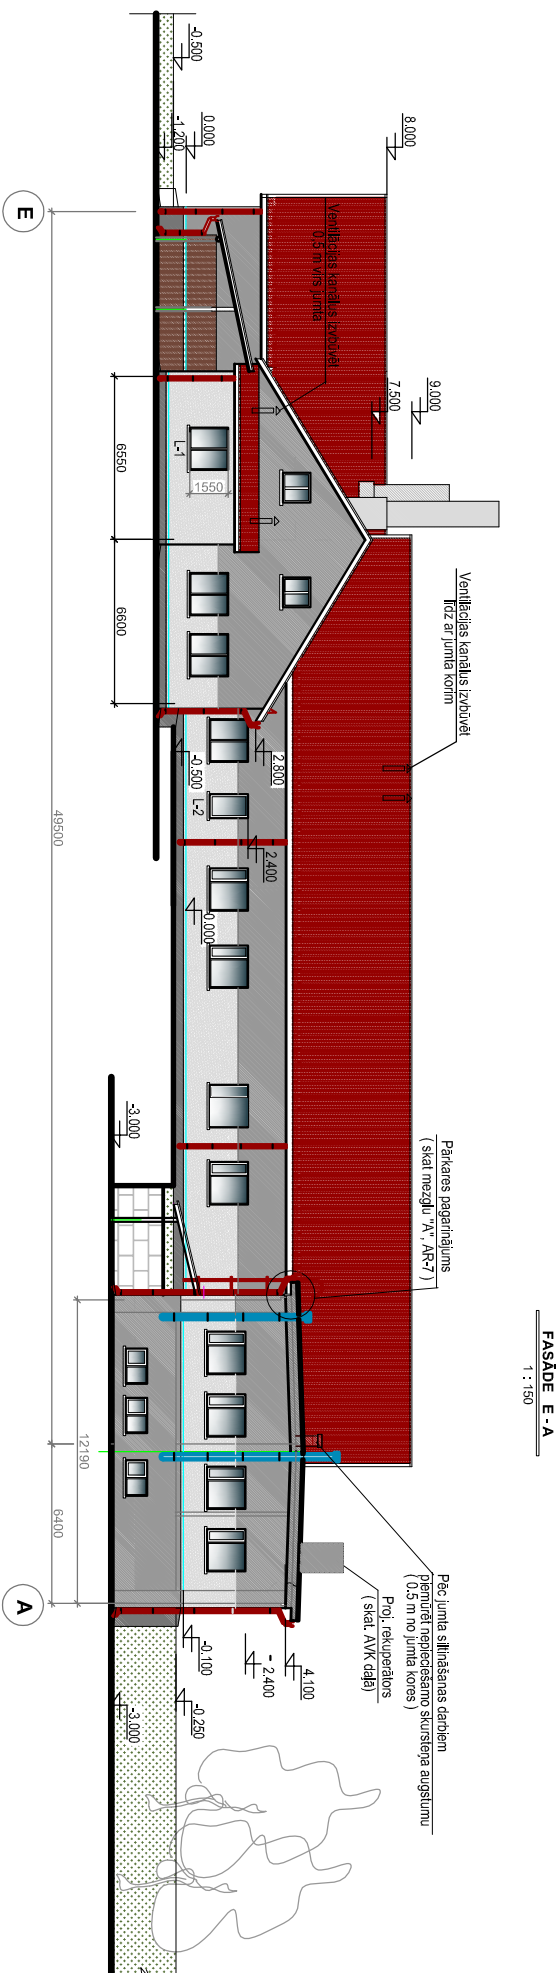 FASĀDE E - A
1 : 150
-0.500
0.000
-1.200
8.000
Ventilācijas kanālus izvbūvēt
0.5 m virs jumta
7.500
9.000
Ventilācijas kanālus izvbūvēt
līdz ar jumta korim
L-1
1550
6550
6600
2.800
-0.500
L-2
2.400
0.000
-3.000
Pārkares pagarinājums
( skat mezglu "A", AR-7 )
Pēc jumta siltināšanas darbiem
piemūrēt nepieciešamo skursteņa augstumu
( 0.5 m no jumta kores )
Proj. rekuperātors
( skat. AVK daļā)
4.100
- 2.400
-0.100
-0.250
-3.000
12190
6400
49500
E
A